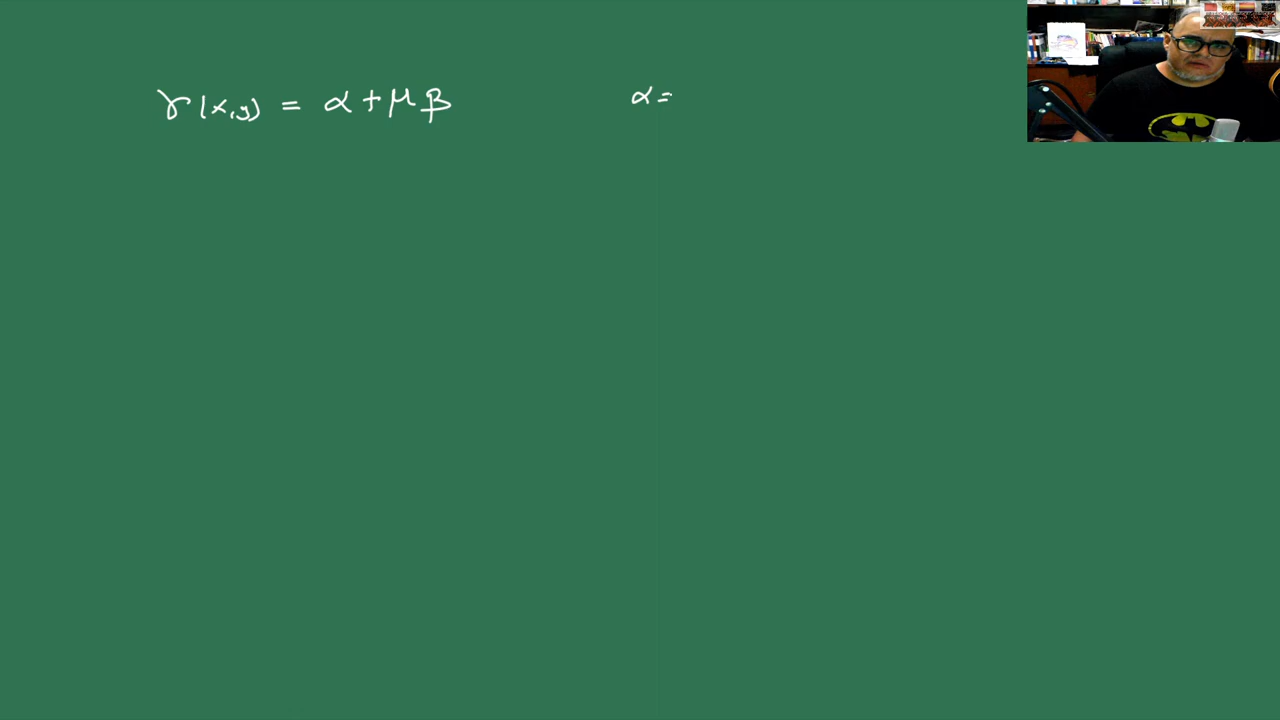 γ(x,y) = α + μβ
α =